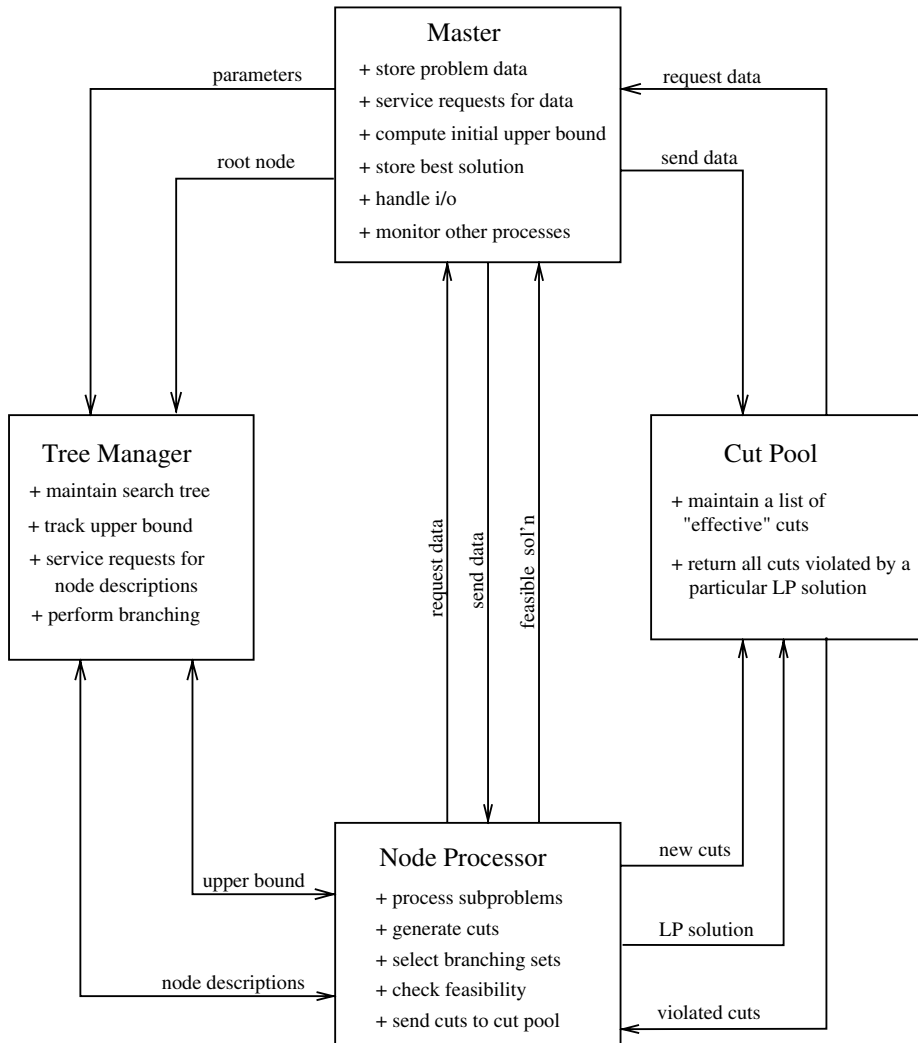 Master
+ store problem data
+ service requests for data
+ compute initial upper bound
+ store best solution
+ handle i/o
+ monitor other processes
parameters
root node
request data
send data
Tree Manager
+ maintain search tree
+ track upper bound
+ service requests for
node descriptions
+ perform branching
request data
send data
feasible sol'n
Cut Pool
+ maintain a list of
"effective" cuts
+ return all cuts violated by a
particular LP solution
upper bound
node descriptions
Node Processor
+ process subproblems
+ generate cuts
+ select branching sets
+ check feasibility
+ send cuts to cut pool
new cuts
LP solution
violated cuts